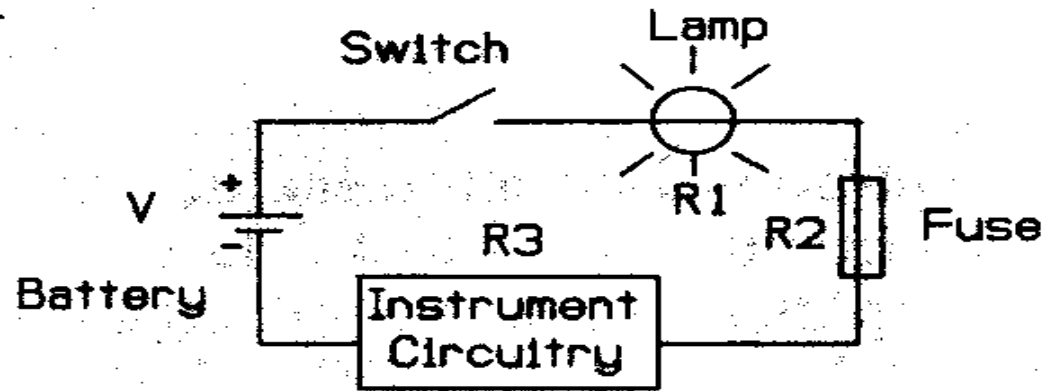 Lamp
Switch
R1
V
+
-
R2
Fuse
R3
Battery
Instrument
Circuitry